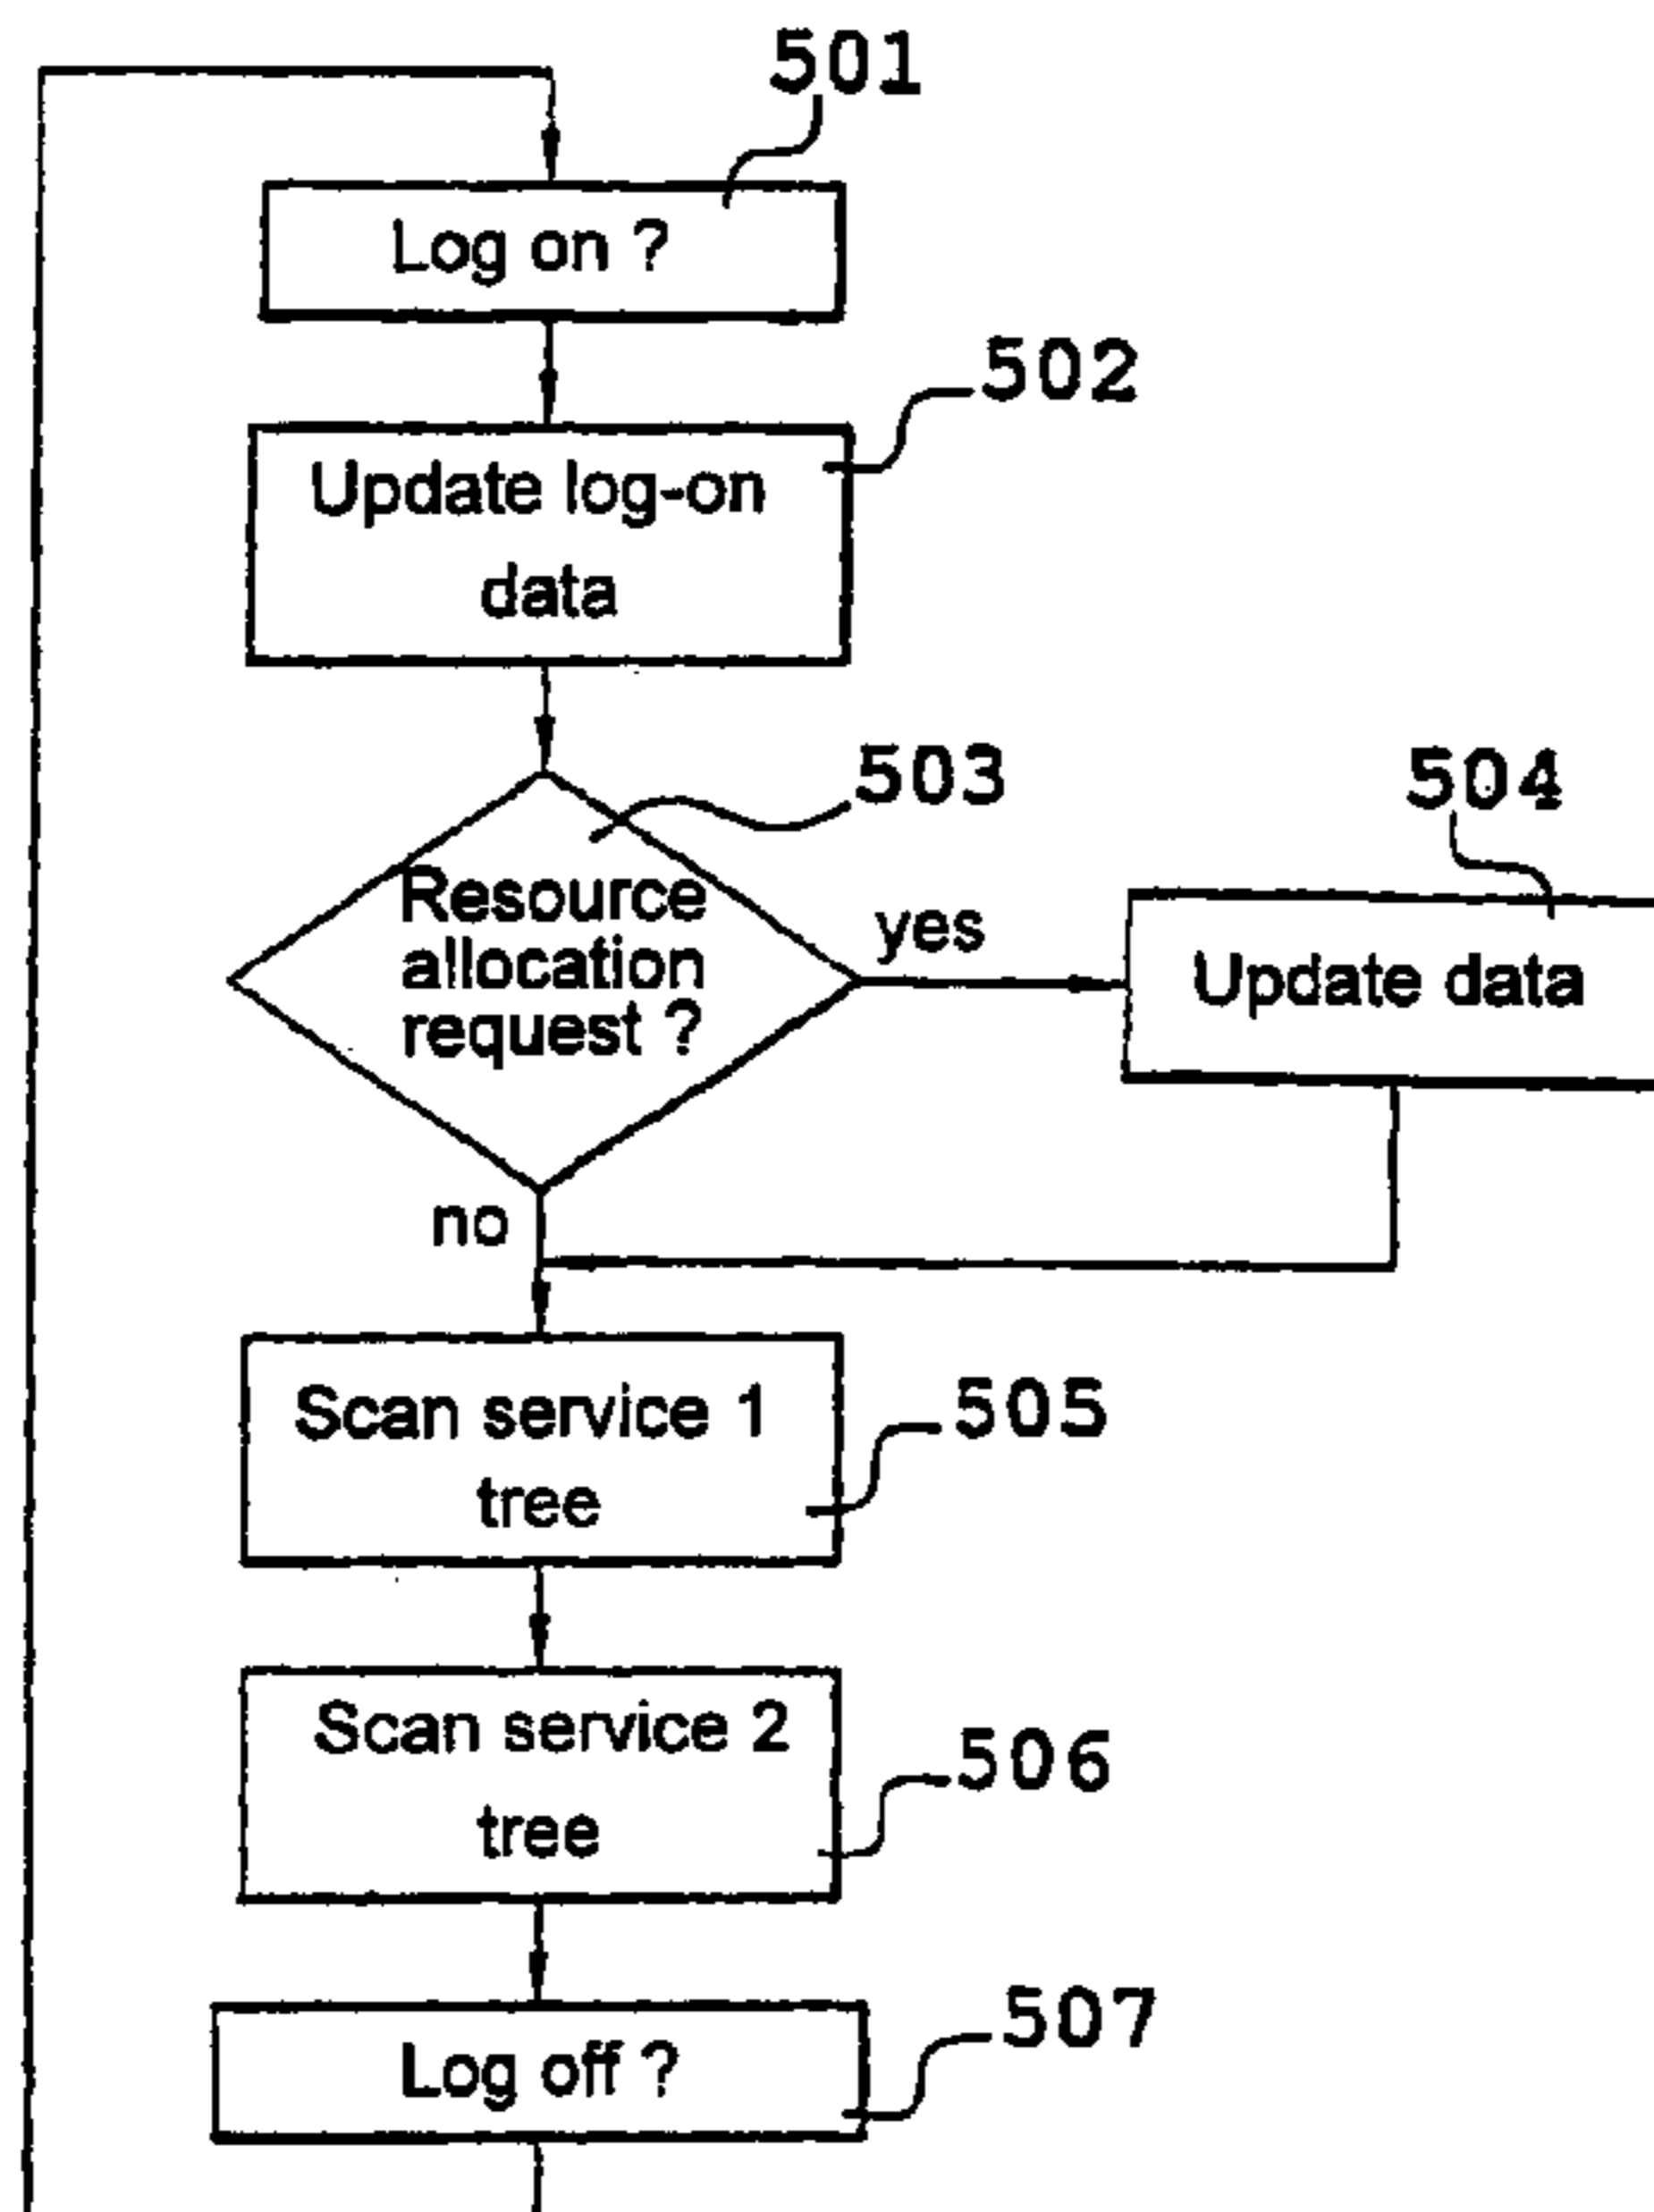 501
Log on ?
502
Update log-on
data
503
504
Resource
allocation
request ?
yes
Update data
no
Scan service 1
tree
505
Scan service 2
tree
506
507
Log off ?